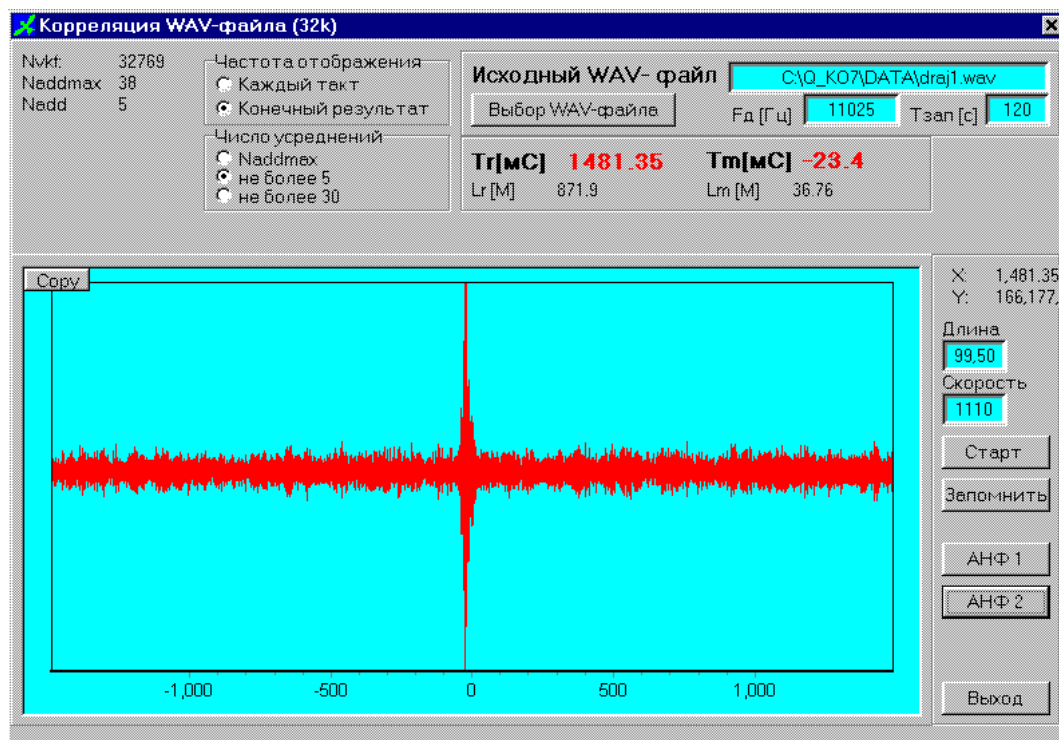 Корреляция WAV-файла (32k)
Nvkf: 32769
Naddmax 38
Nadd 5
Частота отображения
Каждый такт
Конечный результат
Число усреднений
Naddmax
не более 5
не более 30
Исходный WAV- файл C:\Q_KO7\DATA\draj1.wav
Выбор WAV-файла Fд [Гц] 11025 Тзап [с] 120
Tr[мС] 1481.35 Tm[мС] -23.4
Lr [М] 871.9 Lm [М] 36.76
Copy
-1,000 -500 0 500 1,000
X: 1,481.35
Y: 166,177,
Длина
99,50
Скорость
1110
Старт
Запомнить
АНФ 1
АНФ 2
Выход